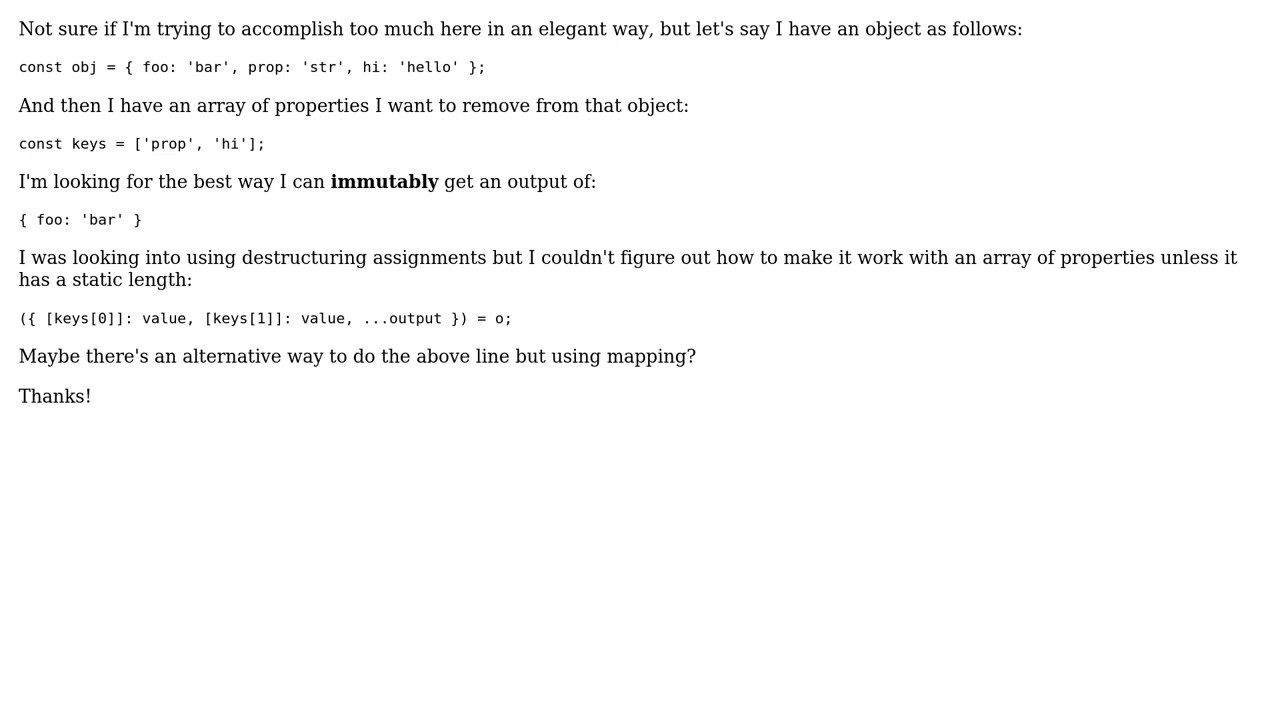 Not sure if I'm trying to accomplish too much here in an elegant way, but let's say I have an object as follows:
const obj = { foo: 'bar', prop: 'str', hi: 'hello' };
And then I have an array of properties I want to remove from that object:
const keys = ['prop', 'hi'];
I'm looking for the best way I can immutably get an output of:
{ foo: 'bar' }
I was looking into using destructuring assignments but I couldn't figure out how to make it work with an array of properties unless it
has a static length:
({ [keys[0]]: value, [keys[1]]: value, ...output }) = o;
Maybe there's an alternative way to do the above line but using mapping?
Thanks!